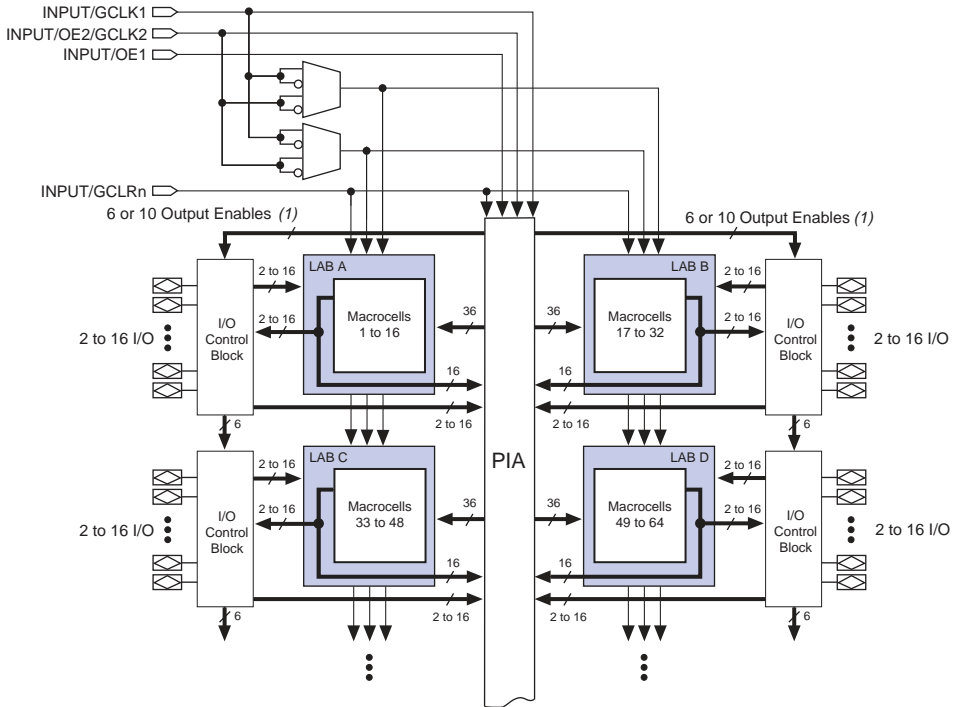 INPUT/GCLK1
INPUT/OE2/GCLK2
INPUT/OE1
INPUT/GCLRn
6 or 10 Output Enables (1)
6 or 10 Output Enables (1)
LAB A
LAB B
2 to 16
2 to 16
2 to 16 I/O
I/O
Control
Block
2 to 16
Macrocells
1 to 16
36
36
Macrocells
17 to 32
2 to 16
I/O
Control
Block
2 to 16 I/O
16
16
2 to 16
2 to 16
6
6
PIA
LAB C
LAB D
2 to 16
2 to 16
2 to 16 I/O
I/O
Control
Block
2 to 16
Macrocells
33 to 48
36
36
Macrocells
49 to 64
2 to 16
I/O
Control
Block
2 to 16 I/O
16
16
2 to 16
2 to 16
6
6